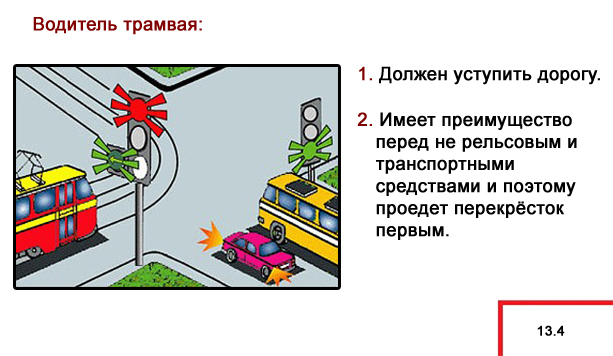 Водитель трамвая:
1. Должен уступить дорогу.
2. Имеет преимущество
перед не рельсовым и
транспортными
средствами и поэтому
проедет перекрёсток
первым.
13.4